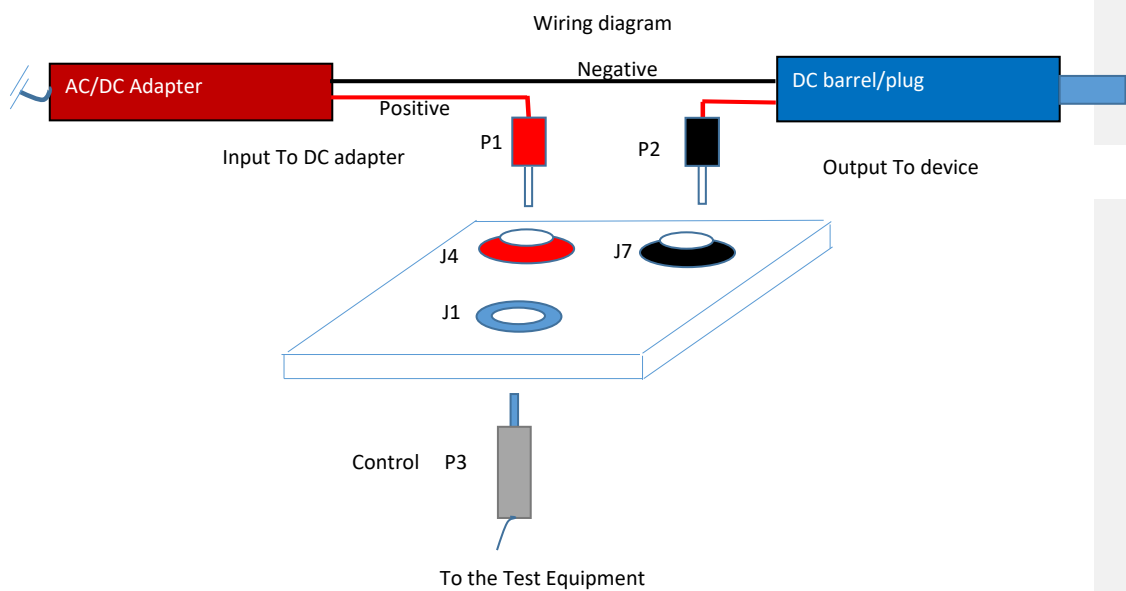 Wiring diagram
AC/DC Adapter
Negative
DC barrel/plug
Positive
P1
P2
Input To DC adapter
Output To device
J4
J7
J1
Control P3
To the Test Equipment